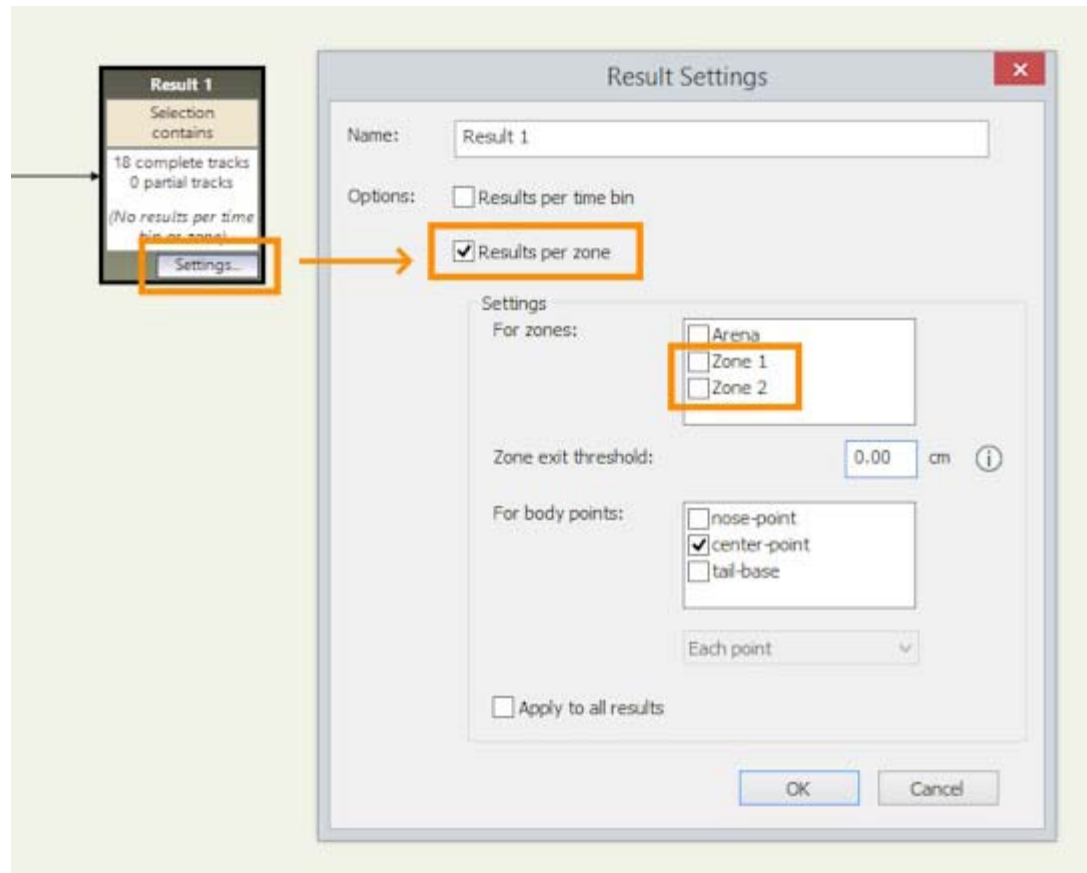 Result 1
Selection
contains
18 complete tracks
0 partial tracks
(No results per time
bin or zone)
Settings...
Result Settings
Name:
Result 1
Options:
Results per time bin
Results per zone
Settings
For zones:
Arena
Zone 1
Zone 2
Zone exit threshold:
0.00 cm
For body points:
nose-point
center-point
tail-base
Each point
Apply to all results
OK
Cancel